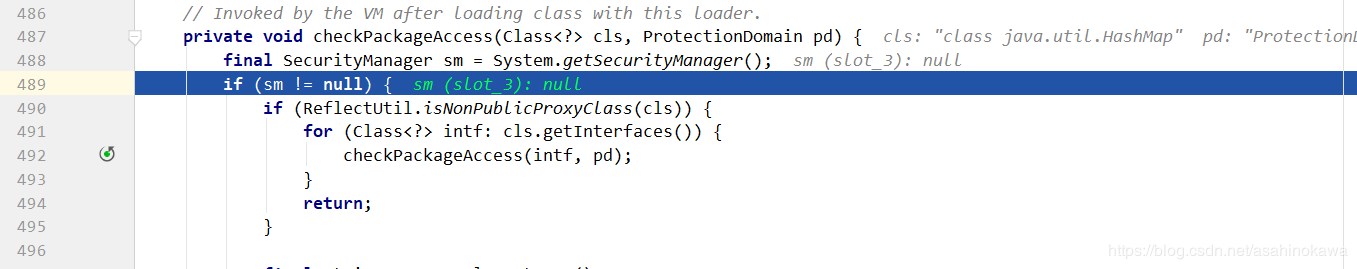 486 // Invoked by the VM after loading class with this loader.
487 private void checkPackageAccess(Class<?> cls, ProtectionDomain pd) { cls: "class java.util.HashMap" pd: "Protection
488 final SecurityManager sm = System.getSecurityManager(); sm (slot_3): null
489 if (sm != null) { sm (slot_3): null
490 if (ReflectUtil.isNonPublicProxyClass(cls)) {
491 for (Class<?> intf: cls.getInterfaces()) {
492 checkPackageAccess(intf, pd);
493 }
494 return;
495 }
496
https://blog.csdn.net/asahinokawa